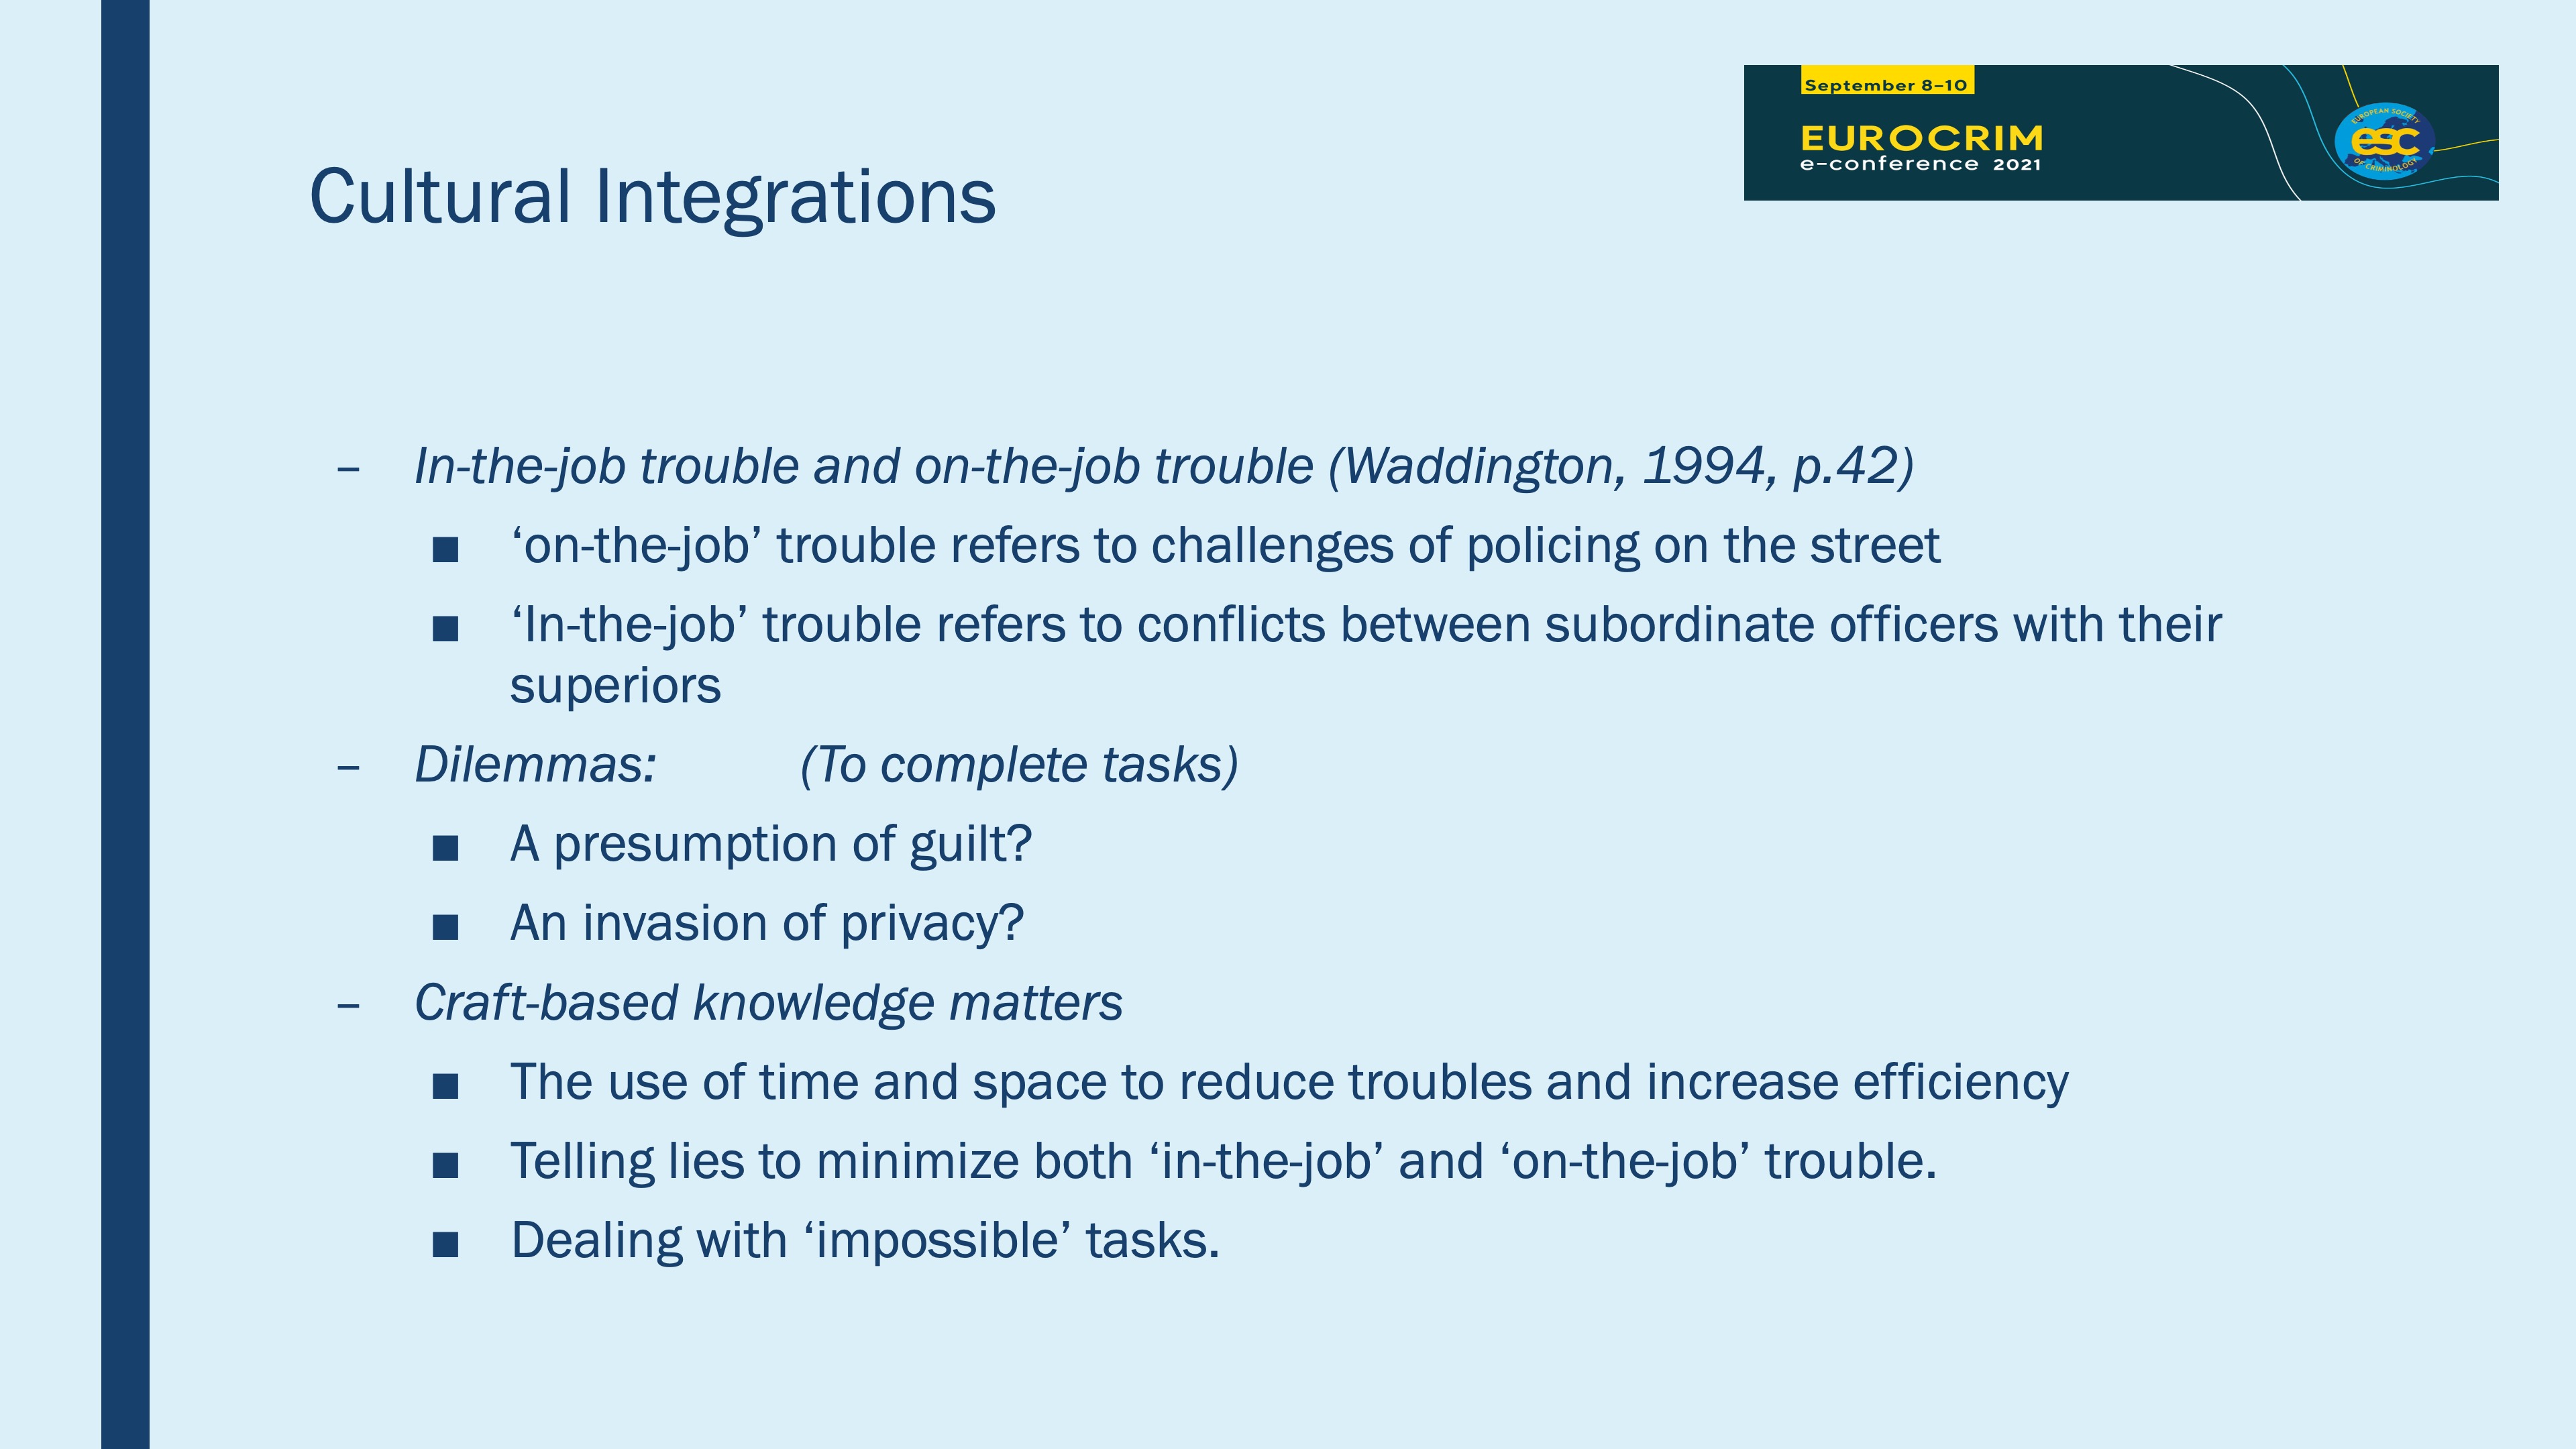 September 8–10
EUROCRIM
e-conference 2021
EUROPEAN SOCIETY
esc
OF CRIMINOLOGY
Cultural Integrations
– In-the-job trouble and on-the-job trouble (Waddington, 1994, p.42)
■ ‘on-the-job’ trouble refers to challenges of policing on the street
■ ‘In-the-job’ trouble refers to conflicts between subordinate officers with their
superiors
– Dilemmas: (To complete tasks)
■ A presumption of guilt?
■ An invasion of privacy?
– Craft-based knowledge matters
■ The use of time and space to reduce troubles and increase efficiency
■ Telling lies to minimize both ‘in-the-job’ and ‘on-the-job’ trouble.
■ Dealing with ‘impossible’ tasks.